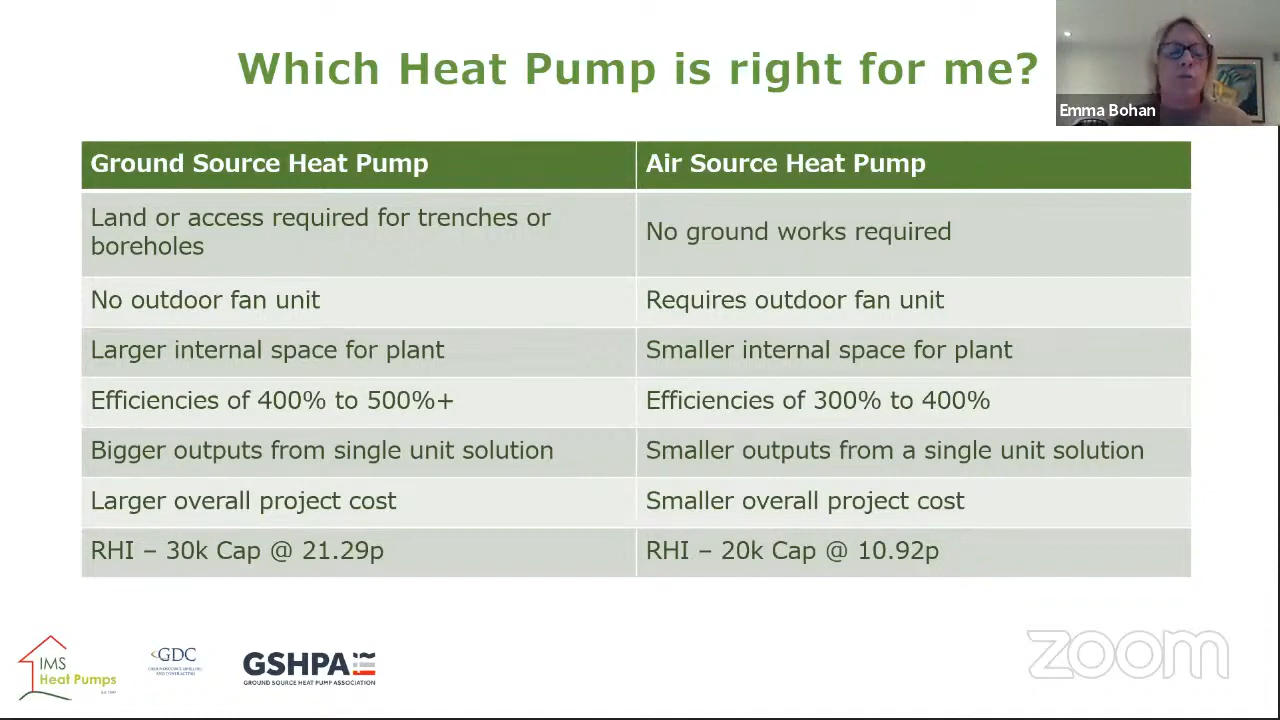 Which Heat Pump is right for me?
Emma Bohan
Ground Source Heat Pump
Air Source Heat Pump
Land or access required for trenches or
boreholes
No ground works required
No outdoor fan unit
Requires outdoor fan unit
Larger internal space for plant
Smaller internal space for plant
Efficiencies of 400% to 500%+
Efficiencies of 300% to 400%
Bigger outputs from single unit solution
Smaller outputs from a single unit solution
Larger overall project cost
Smaller overall project cost
RHI – 30k Cap @ 21.29p
RHI – 20k Cap @ 10.92p
IMS
Heat Pumps
GDC
GSHPA
GROUND SOURCE HEAT PUMP ASSOCIATION
zoom